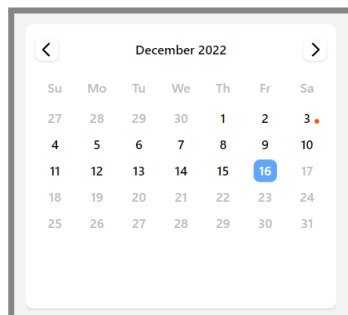 December 2022
Su Mo Tu We Th Fr Sa
27 28 29 30 1 2 3
4 5 6 7 8 9 10
11 12 13 14 15 16 17
18 19 20 21 22 23 24
25 26 27 28 29 30 31